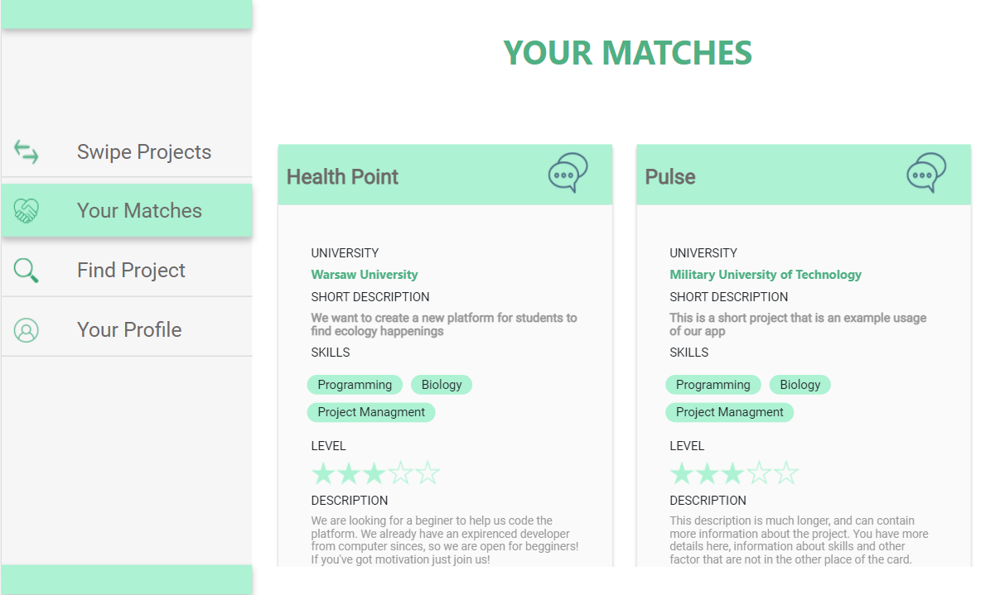 YOUR MATCHES
Swipe Projects
Your Matches
Find Project
Your Profile
Health Point
UNIVERSITY
Warsaw University
SHORT DESCRIPTION
We want to create a new platform for students to
find ecology happenings
SKILLS
Programming
Biology
Project Managment
LEVEL
DESCRIPTION
We are looking for a beginer to help us code the
platform. We already have an expirenced developer
from computer sinces, so we are open for begginers!
If you've got motivation just join us!
Pulse
UNIVERSITY
Military University of Technology
SHORT DESCRIPTION
This is a short project that is an example usage
of our app
SKILLS
Programming
Biology
Project Managment
LEVEL
DESCRIPTION
This description is much longer, and can contain
more information about the project. You have more
details here, information about skills and other
factor that are not in the other place of the card.